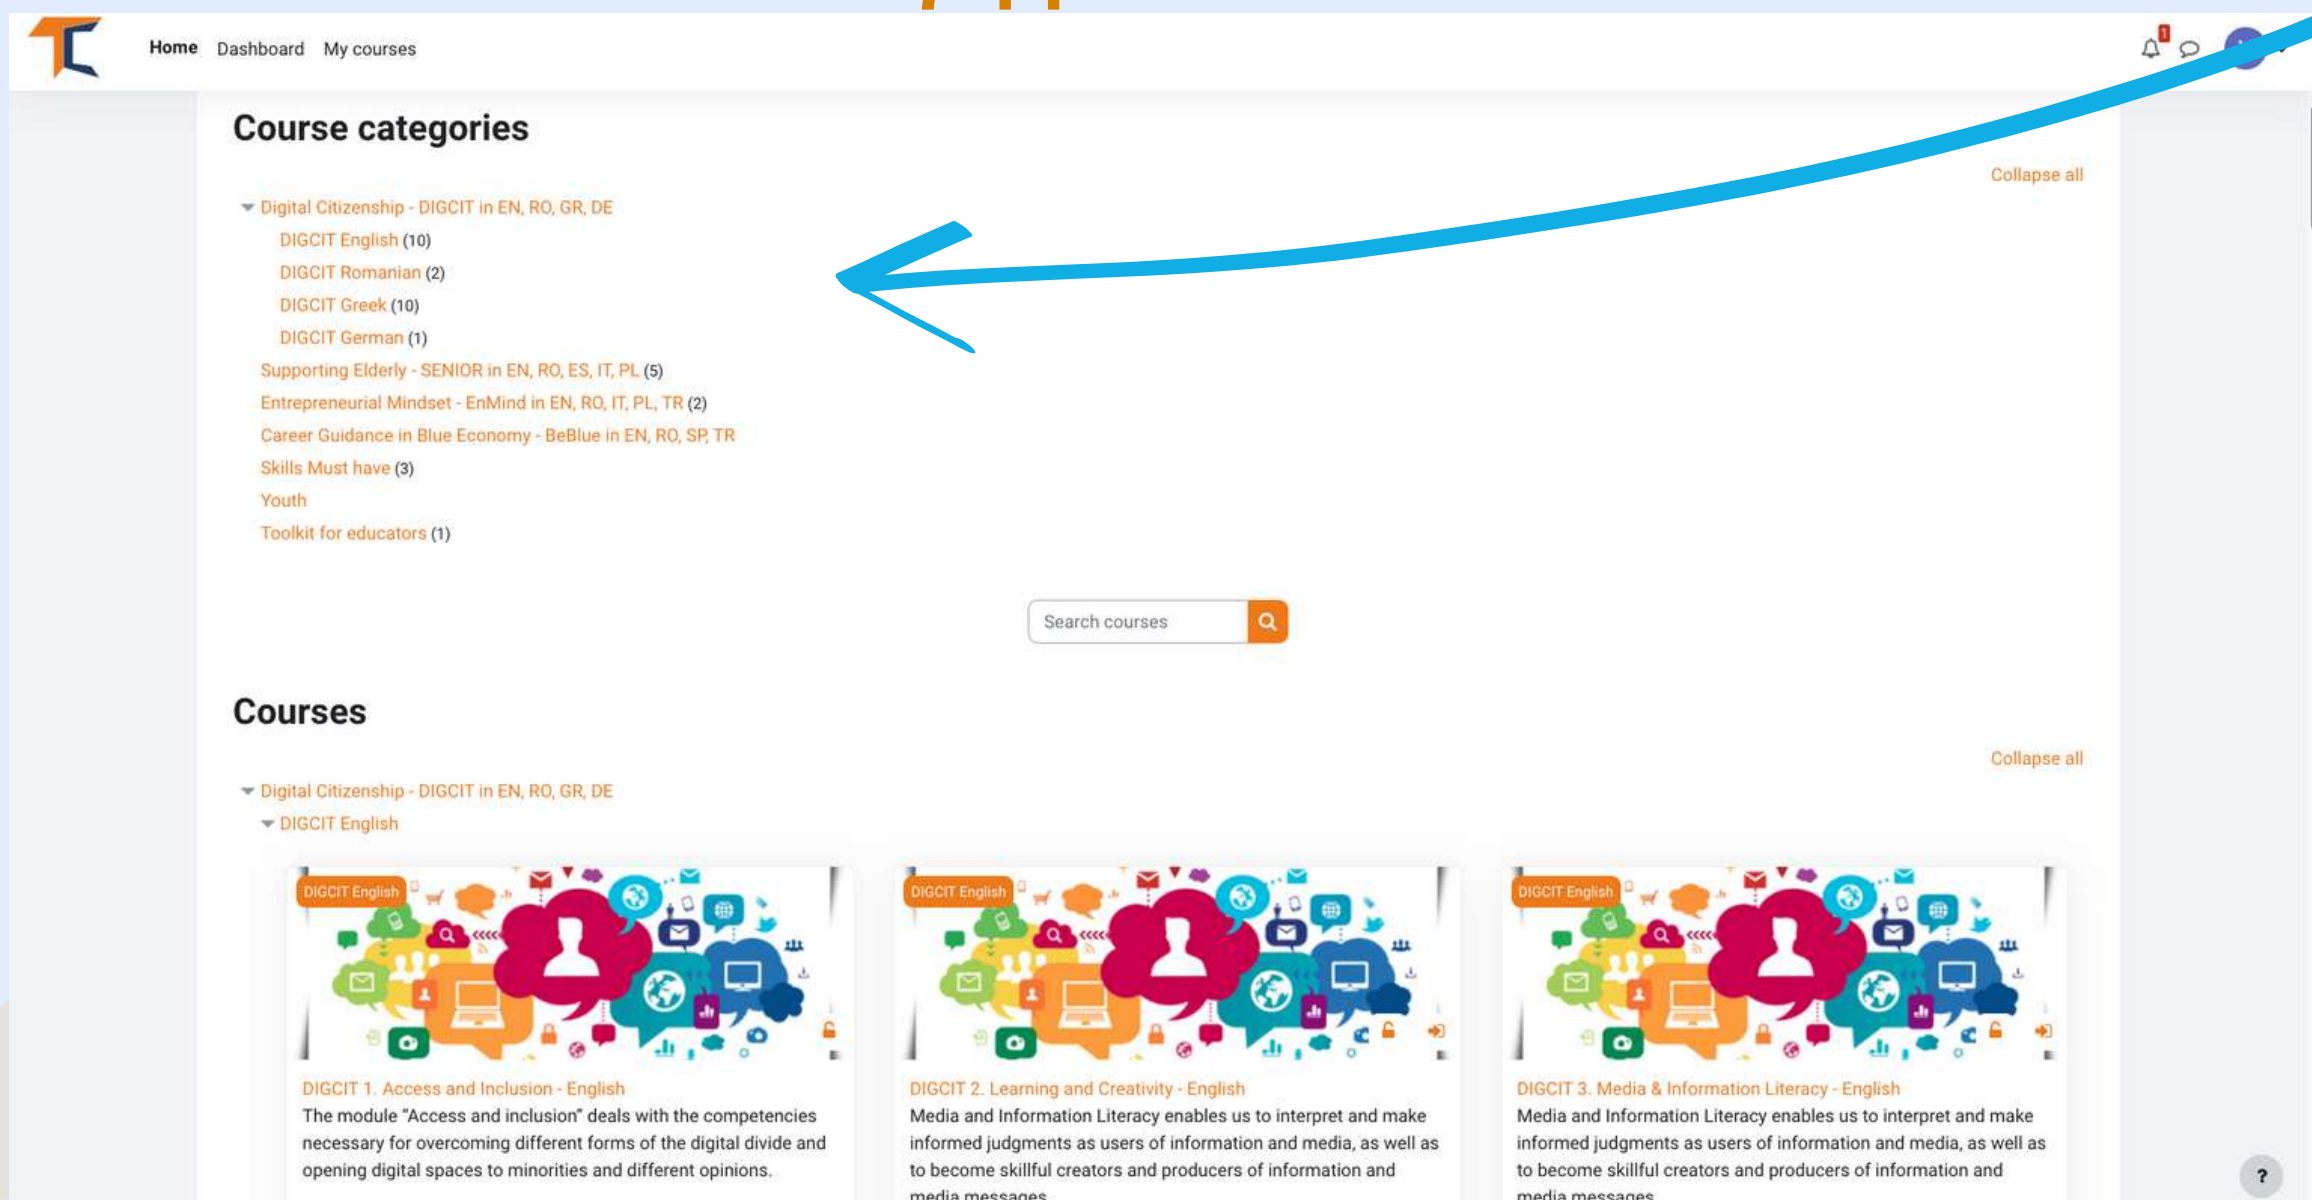 TC
Home Dashboard My courses
1
Course categories
Collapse all
Digital Citizenship - DIGCIT in EN, RO, GR, DE
DIGCIT English (10)
DIGCIT Romanian (2)
DIGCIT Greek (10)
DIGCIT German (1)
Supporting Elderly - SENIOR in EN, RO, ES, IT, PL (5)
Entrepreneurial Mindset - EnMind in EN, RO, IT, PL, TR (2)
Career Guidance in Blue Economy - BeBlue in EN, RO, SP, TR
Skills Must have (3)
Youth
Toolkit for educators (1)
Search courses
Courses
Collapse all
Digital Citizenship - DIGCIT in EN, RO, GR, DE
DIGCIT English
DIGCIT English
DIGCIT 1. Access and Inclusion - English
The module “Access and inclusion” deals with the competencies
necessary for overcoming different forms of the digital divide and
opening digital spaces to minorities and different opinions.
DIGCIT English
DIGCIT 2. Learning and Creativity - English
Media and Information Literacy enables us to interpret and make
informed judgments as users of information and media, as well as
to become skillful creators and producers of information and
media messages
DIGCIT English
DIGCIT 3. Media & Information Literacy - English
Media and Information Literacy enables us to interpret and make
informed judgments as users of information and media, as well as
to become skillful creators and producers of information and
media messages
?